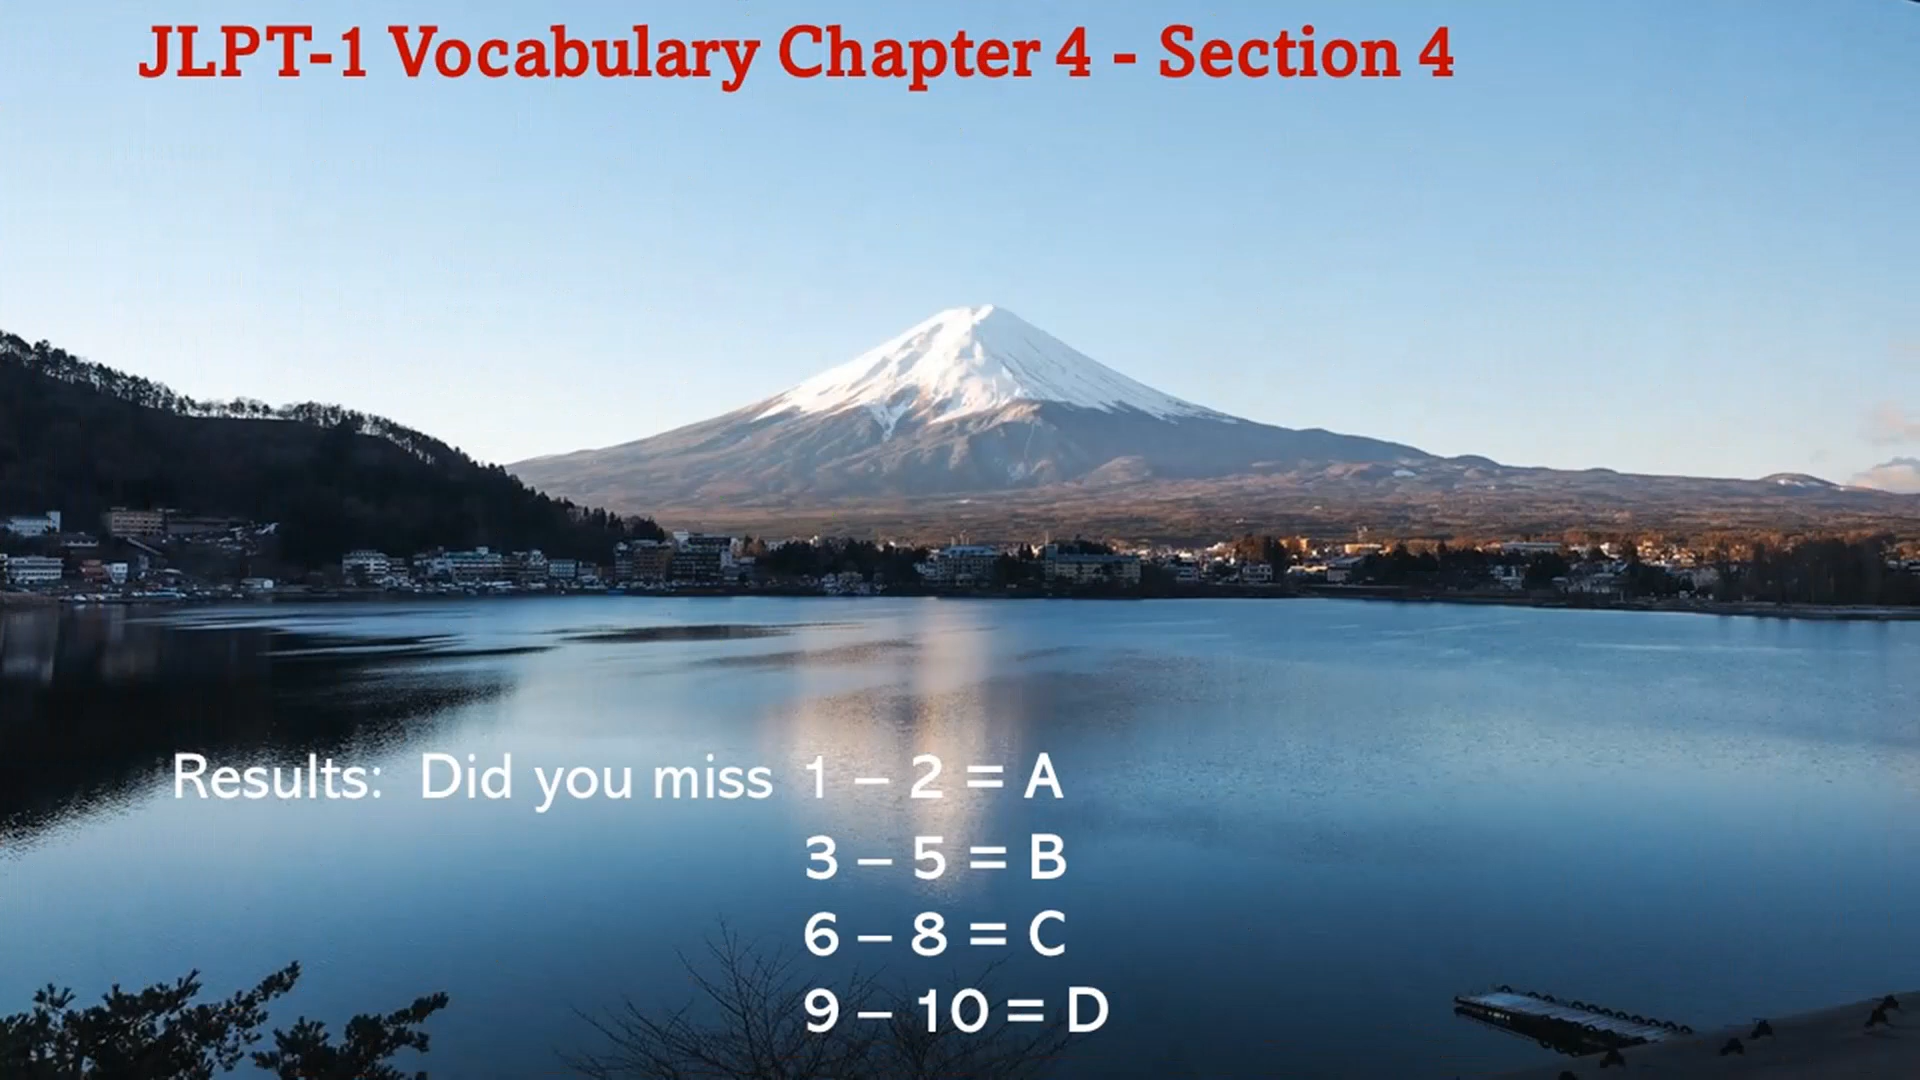 JLPT-1 Vocabulary Chapter 4 - Section 4
Results: Did you miss 1 – 2 = A
3 – 5 = B
6 – 8 = C
9 – 10 = D